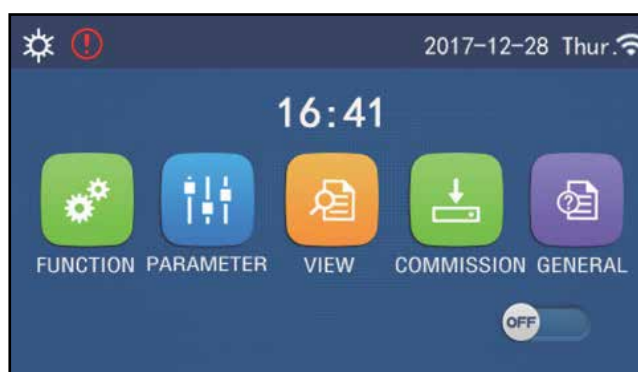 2017-12-28 Thur.
16:41
FUNCTION PARAMETER VIEW COMMISSION GENERAL
OFF